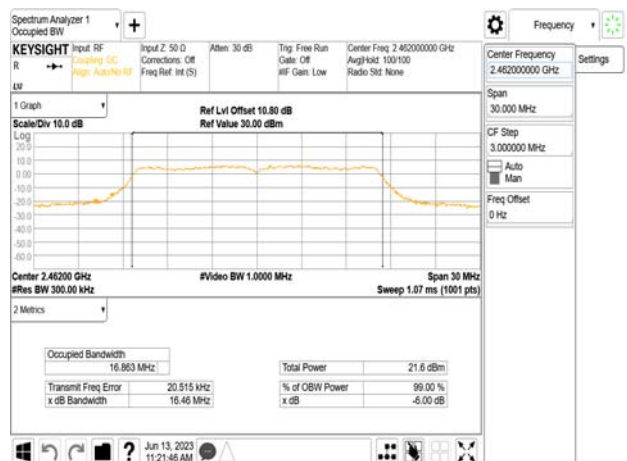 Spectrum Analyzer 1
Occupied BW
Frequency
KEYSIGHT
R
LXI
Input: RF
Coupling: DC
Align: Auto/No RF
Input Z: 50 Ω
Corrections: Off
Freq Ref: Int (S)
Atten: 30 dB
Trig: Free Run
Gate: Off
#IF Gain: Low
Center Freq: 2.462000000 GHz
Avg|Hold: 100/100
Radio Std: None
1 Graph
Scale/Div 10.0 dB
Ref Lvl Offset 10.80 dB
Ref Value 30.00 dBm
Log
20.0
10.0
0.00
-10.0
-20.0
-30.0
-40.0
-50.0
-60.0
Center 2.46200 GHz
#Res BW 300.00 kHz
#Video BW 1.0000 MHz
Span 30 MHz
Sweep 1.07 ms (1001 pts)
2 Metrics
Occupied Bandwidth
16.863 MHz
Transmit Freq Error 20.515 kHz
x dB Bandwidth 16.46 MHz
Total Power 21.6 dBm
% of OBW Power 99.00 %
x dB -6.00 dB
Jun 13, 2023
11:21:46 AM
Center Frequency
2.462000000 GHz
Span
30.000 MHz
CF Step
3.000000 MHz
Auto
Man
Freq Offset
0 Hz
Settings